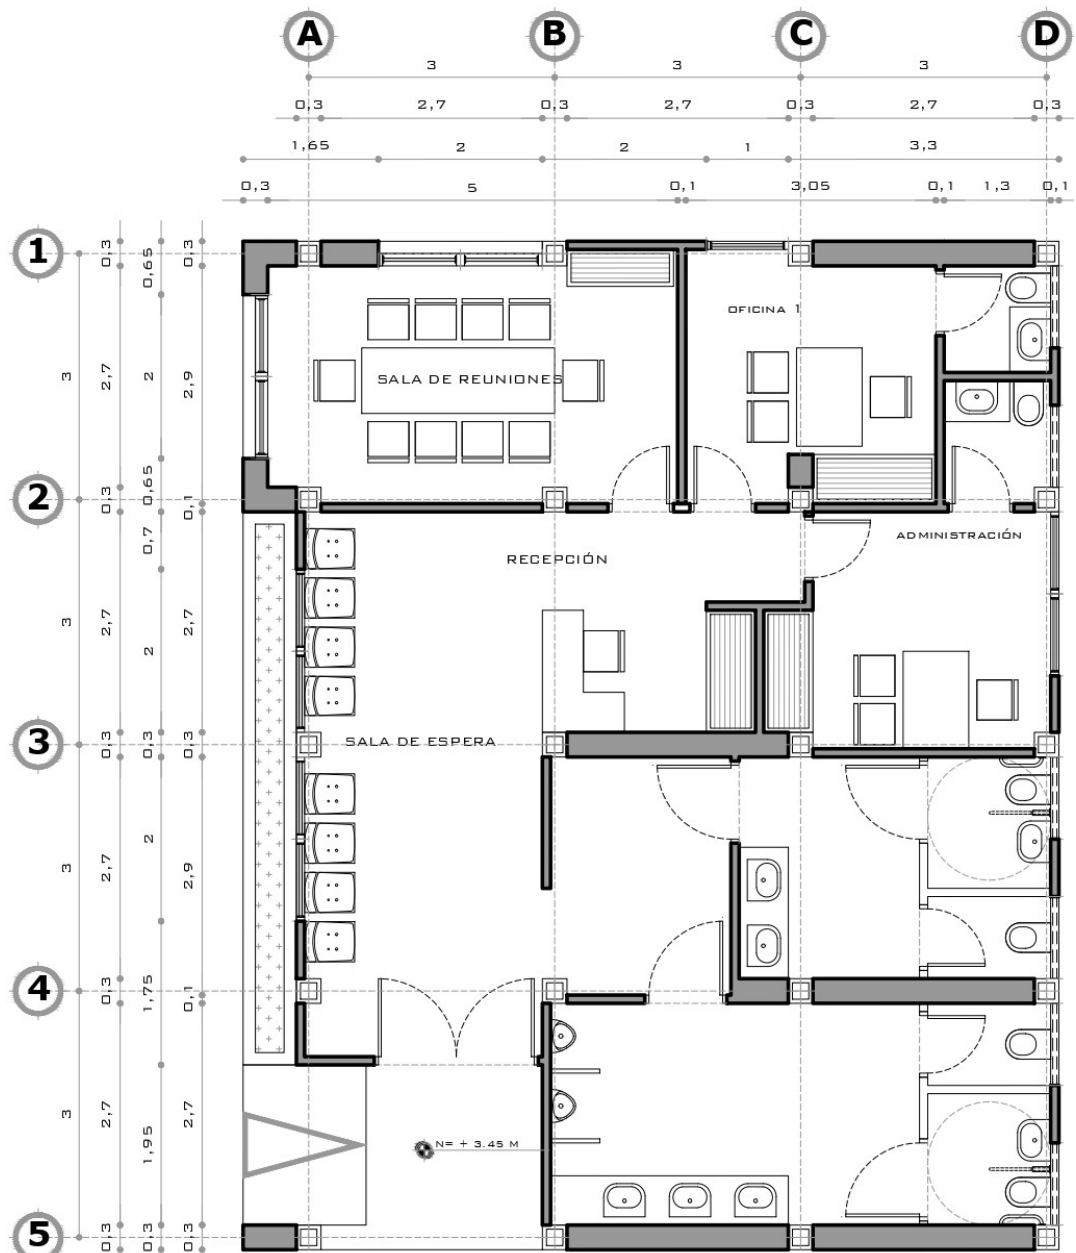 A B C D
3 3 3
0,3 2,7 0,3 2,7 0,3 2,7 0,3
1,65 2 2 1 3,3
0,3 5 0,1 3,05 0,1 1,3 0,1
1
2
3
4
5
3 3 3 3
0,3 2,7 0,3 2,7 0,3 2,7 0,3 2,7 0,3
0,65 2 0,65 0,7 2 0,3 2 1,75 1,95 0,3
0,3 2,9 0,1 2,7 0,3 2,9 0,1 2,7 0,3
OFICINA 1
SALA DE REUNIONES
ADMINISTRACIÓN
RECEPCIÓN
SALA DE ESPERA
N= + 3.45 M